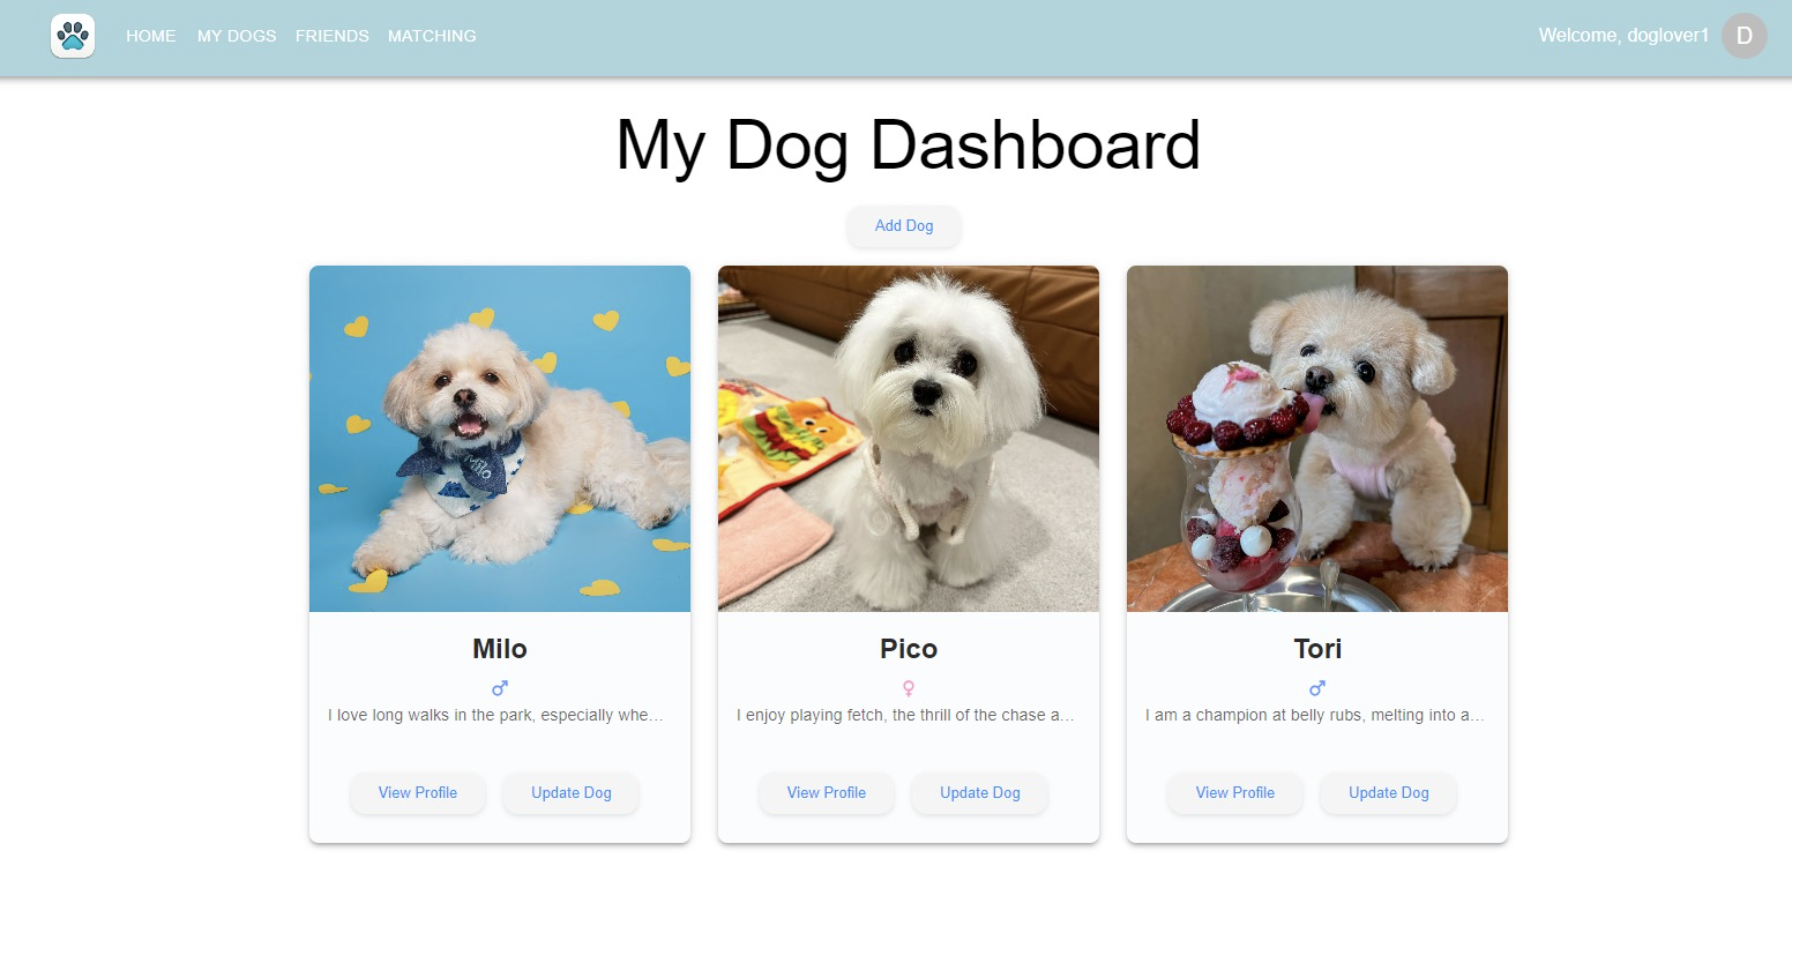 HOME MY DOGS FRIENDS MATCHING Welcome, doglover1 D
My Dog Dashboard
Add Dog
Milo
Milo
♂
I love long walks in the park, especially whe...
View Profile Update Dog
Pico
♀
I enjoy playing fetch, the thrill of the chase a...
View Profile Update Dog
Tori
♂
I am a champion at belly rubs, melting into a...
View Profile Update Dog